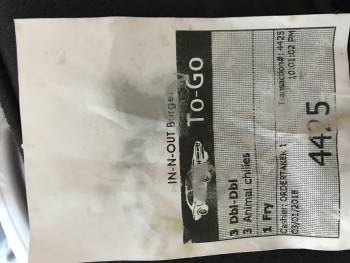 IN-N-OUT Burger
To-Go
3 Dbl-Dbl
3 Animal chilies
1 Fry
Cashier: ORDERTAKER 1 Transaction#: 4425
03/01/2018 10:01:02 PM
4425